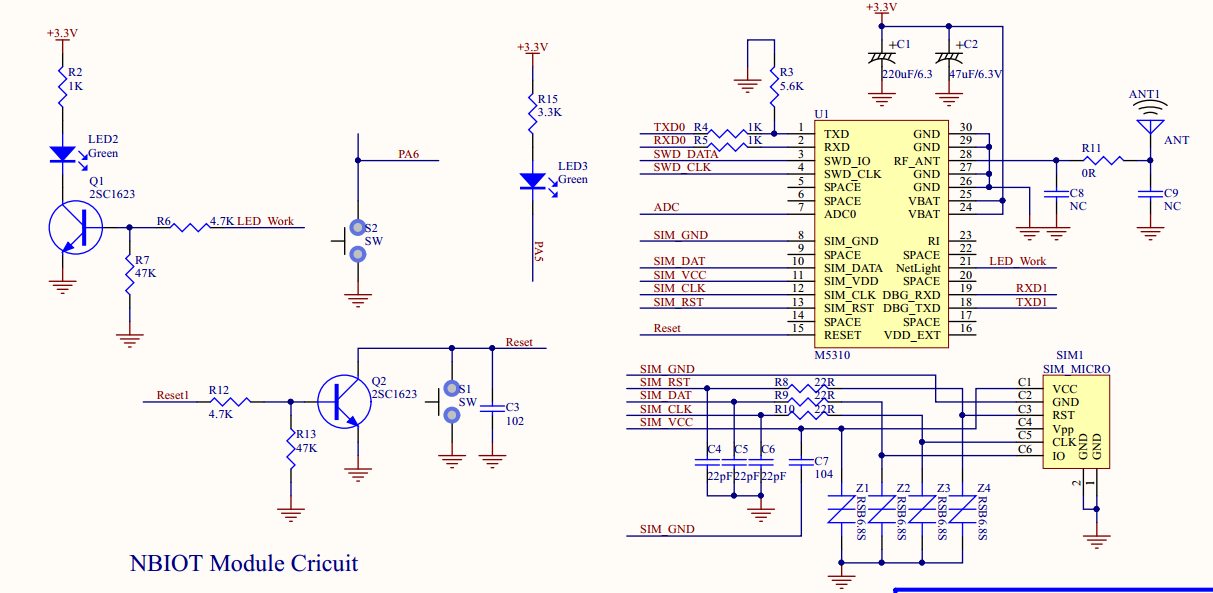 +3.3V
R2
1K
LED2
Green
Q1
2SC1623
R6
4.7K
LED_Work
R7
47K
PA6
S2
SW
+3.3V
R15
3.3K
LED3
Green
PA5
Reset1
R12
4.7K
R13
47K
Q2
2SC1623
Reset
S1
SW
C3
102
NBIOT Module Cricuit
+3.3V
+C1
220uF/6.3
+C2
47uF/6.3V
R3
5.6K
U1
TXD0 R4 1K 1 TXD
RXD0 R5 1K 2 RXD
SWD_DATA 3 SWD_IO
SWD_CLK 4 SWD_CLK
5 SPACE
6 SPACE
ADC 7 ADC0
SIM_GND 8 SIM_GND
9 SPACE
SIM_DAT 10 SIM_DATA
SIM_VCC 11 SIM_VDD
SIM_CLK 12 SIM_CLK
SIM_RST 13 SIM_RST
14 SPACE
Reset 15 RESET
GND 30
GND 29
RF_ANT 28
GND 27
GND 26
VBAT 25
VBAT 24
RI 23
SPACE 22
NetLight 21 LED_Work
SPACE 20
DBG_RXD 19 RXD1
DBG_TXD 18 TXD1
SPACE 17
VDD_EXT 16
M5310
ANT1
ANT
R11
0R
C8
NC
C9
NC
SIM_GND
SIM_RST R8 22R
SIM_DAT R9 22R
SIM_CLK R10 22R
SIM_VCC
C4
22pF
C5
22pF
C6
22pF
C7
104
SIM_GND
Z1
RSB6.8S
Z2
RSB6.8S
Z3
RSB6.8S
Z4
RSB6.8S
SIM1
SIM_MICRO
C1 VCC
C2 GND
C3 RST
C4 Vpp
C5 CLK
C6 IO
GND
GND
2
1